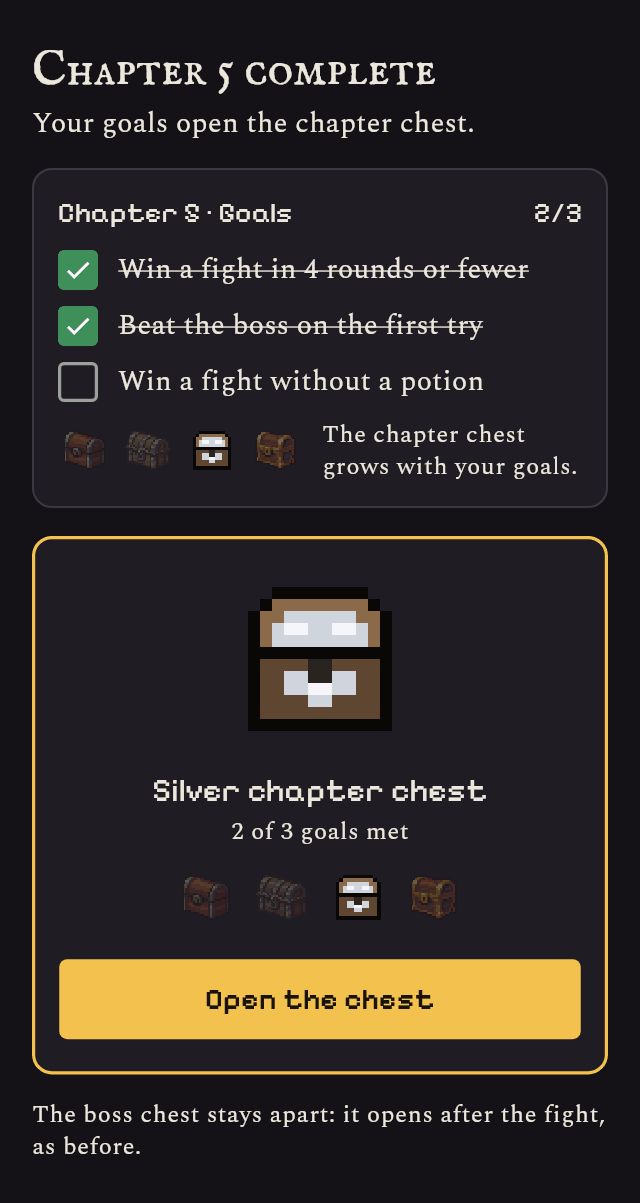 Chapter 5 complete
Your goals open the chapter chest.
Chapter 5 · Goals 2/3
Win a fight in 4 rounds or fewer
Beat the boss on the first try
Win a fight without a potion
The chapter chest
grows with your goals.
Silver chapter chest
2 of 3 goals met
Open the chest
The boss chest stays apart: it opens after the fight,
as before.